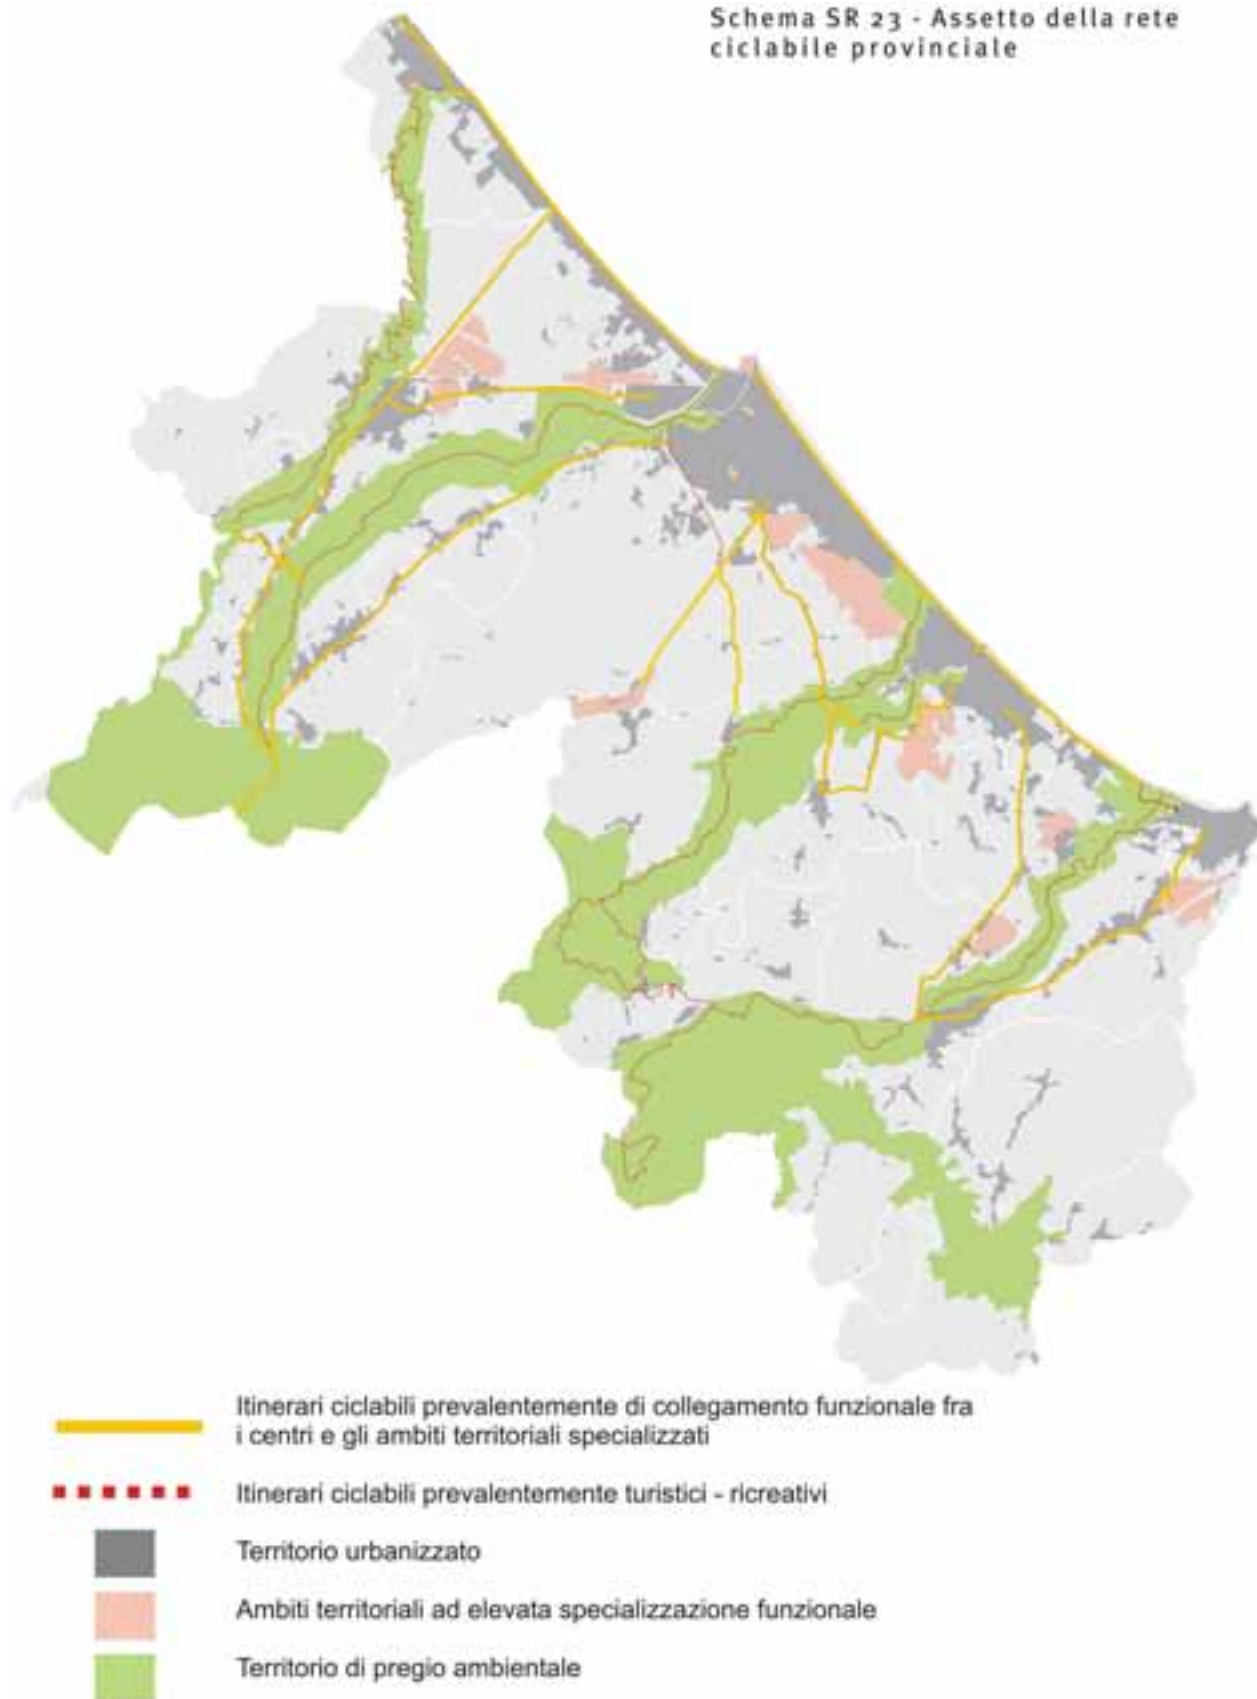 Schema SR 23 - Assetto della rete
ciclabile provinciale
Itinerari ciclabili prevalentemente di collegamento funzionale fra
i centri e gli ambiti territoriali specializzati
Itinerari ciclabili prevalentemente turistici - ricreativi
Territorio urbanizzato
Ambiti territoriali ad elevata specializzazione funzionale
Territorio di pregio ambientale